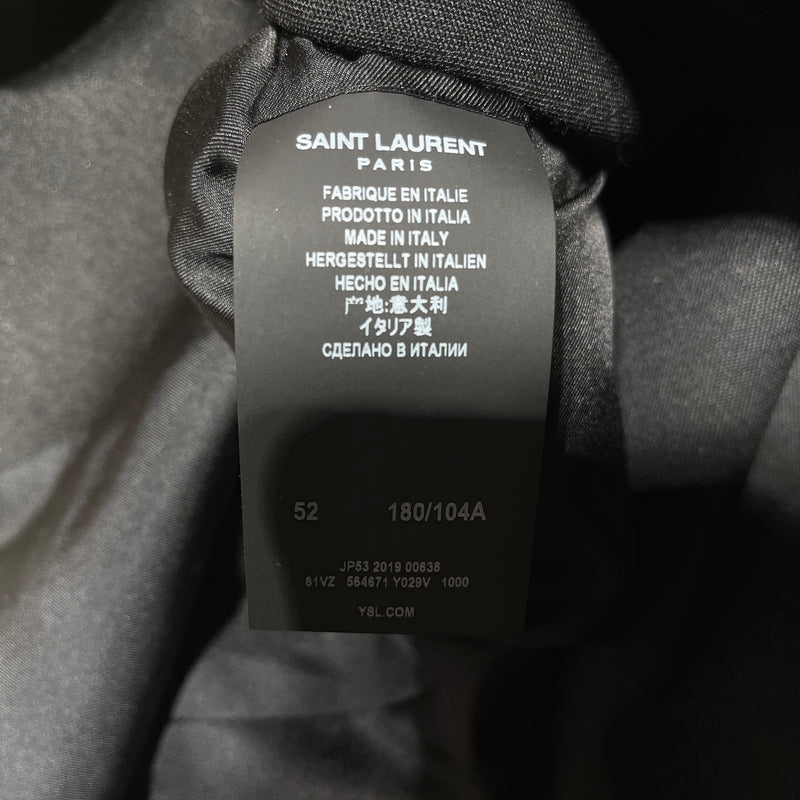 SAINT LAURENT
PARIS
FABRIQUE EN ITALIE
PRODOTTO IN ITALIA
MADE IN ITALY
HERGESTELLT IN ITALIEN
HECHO EN ITALIA
产地:意大利
イタリア製
СДЕЛАНО В ИТАЛИИ
52 180/104A
JP53 2019 00638
81VZ 564671 Y029V 1000
YSL.COM